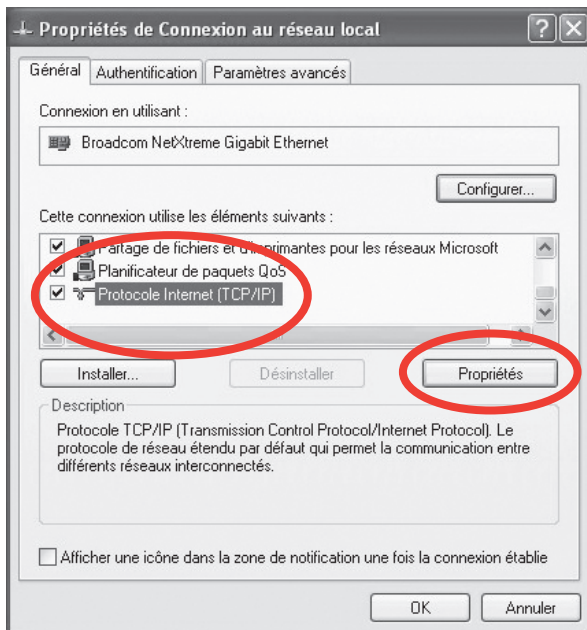 Propriétés de Connexion au réseau local
Général Authentification Paramètres avancés
Connexion en utilisant :
Broadcom NetXtreme Gigabit Ethernet
Configurer...
Cette connexion utilise les éléments suivants :
Partage de fichiers et d'imprimantes pour les réseaux Microsoft
Planificateur de paquets QoS
Protocole Internet (TCP/IP)
Installer... Désinstaller Propriétés
Description
Protocole TCP/IP (Transmission Control Protocol/Internet Protocol). Le
protocole de réseau étendu par défaut qui permet la communication entre
différents réseaux interconnectés.
Afficher une icône dans la zone de notification une fois la connexion établie
OK Annuler